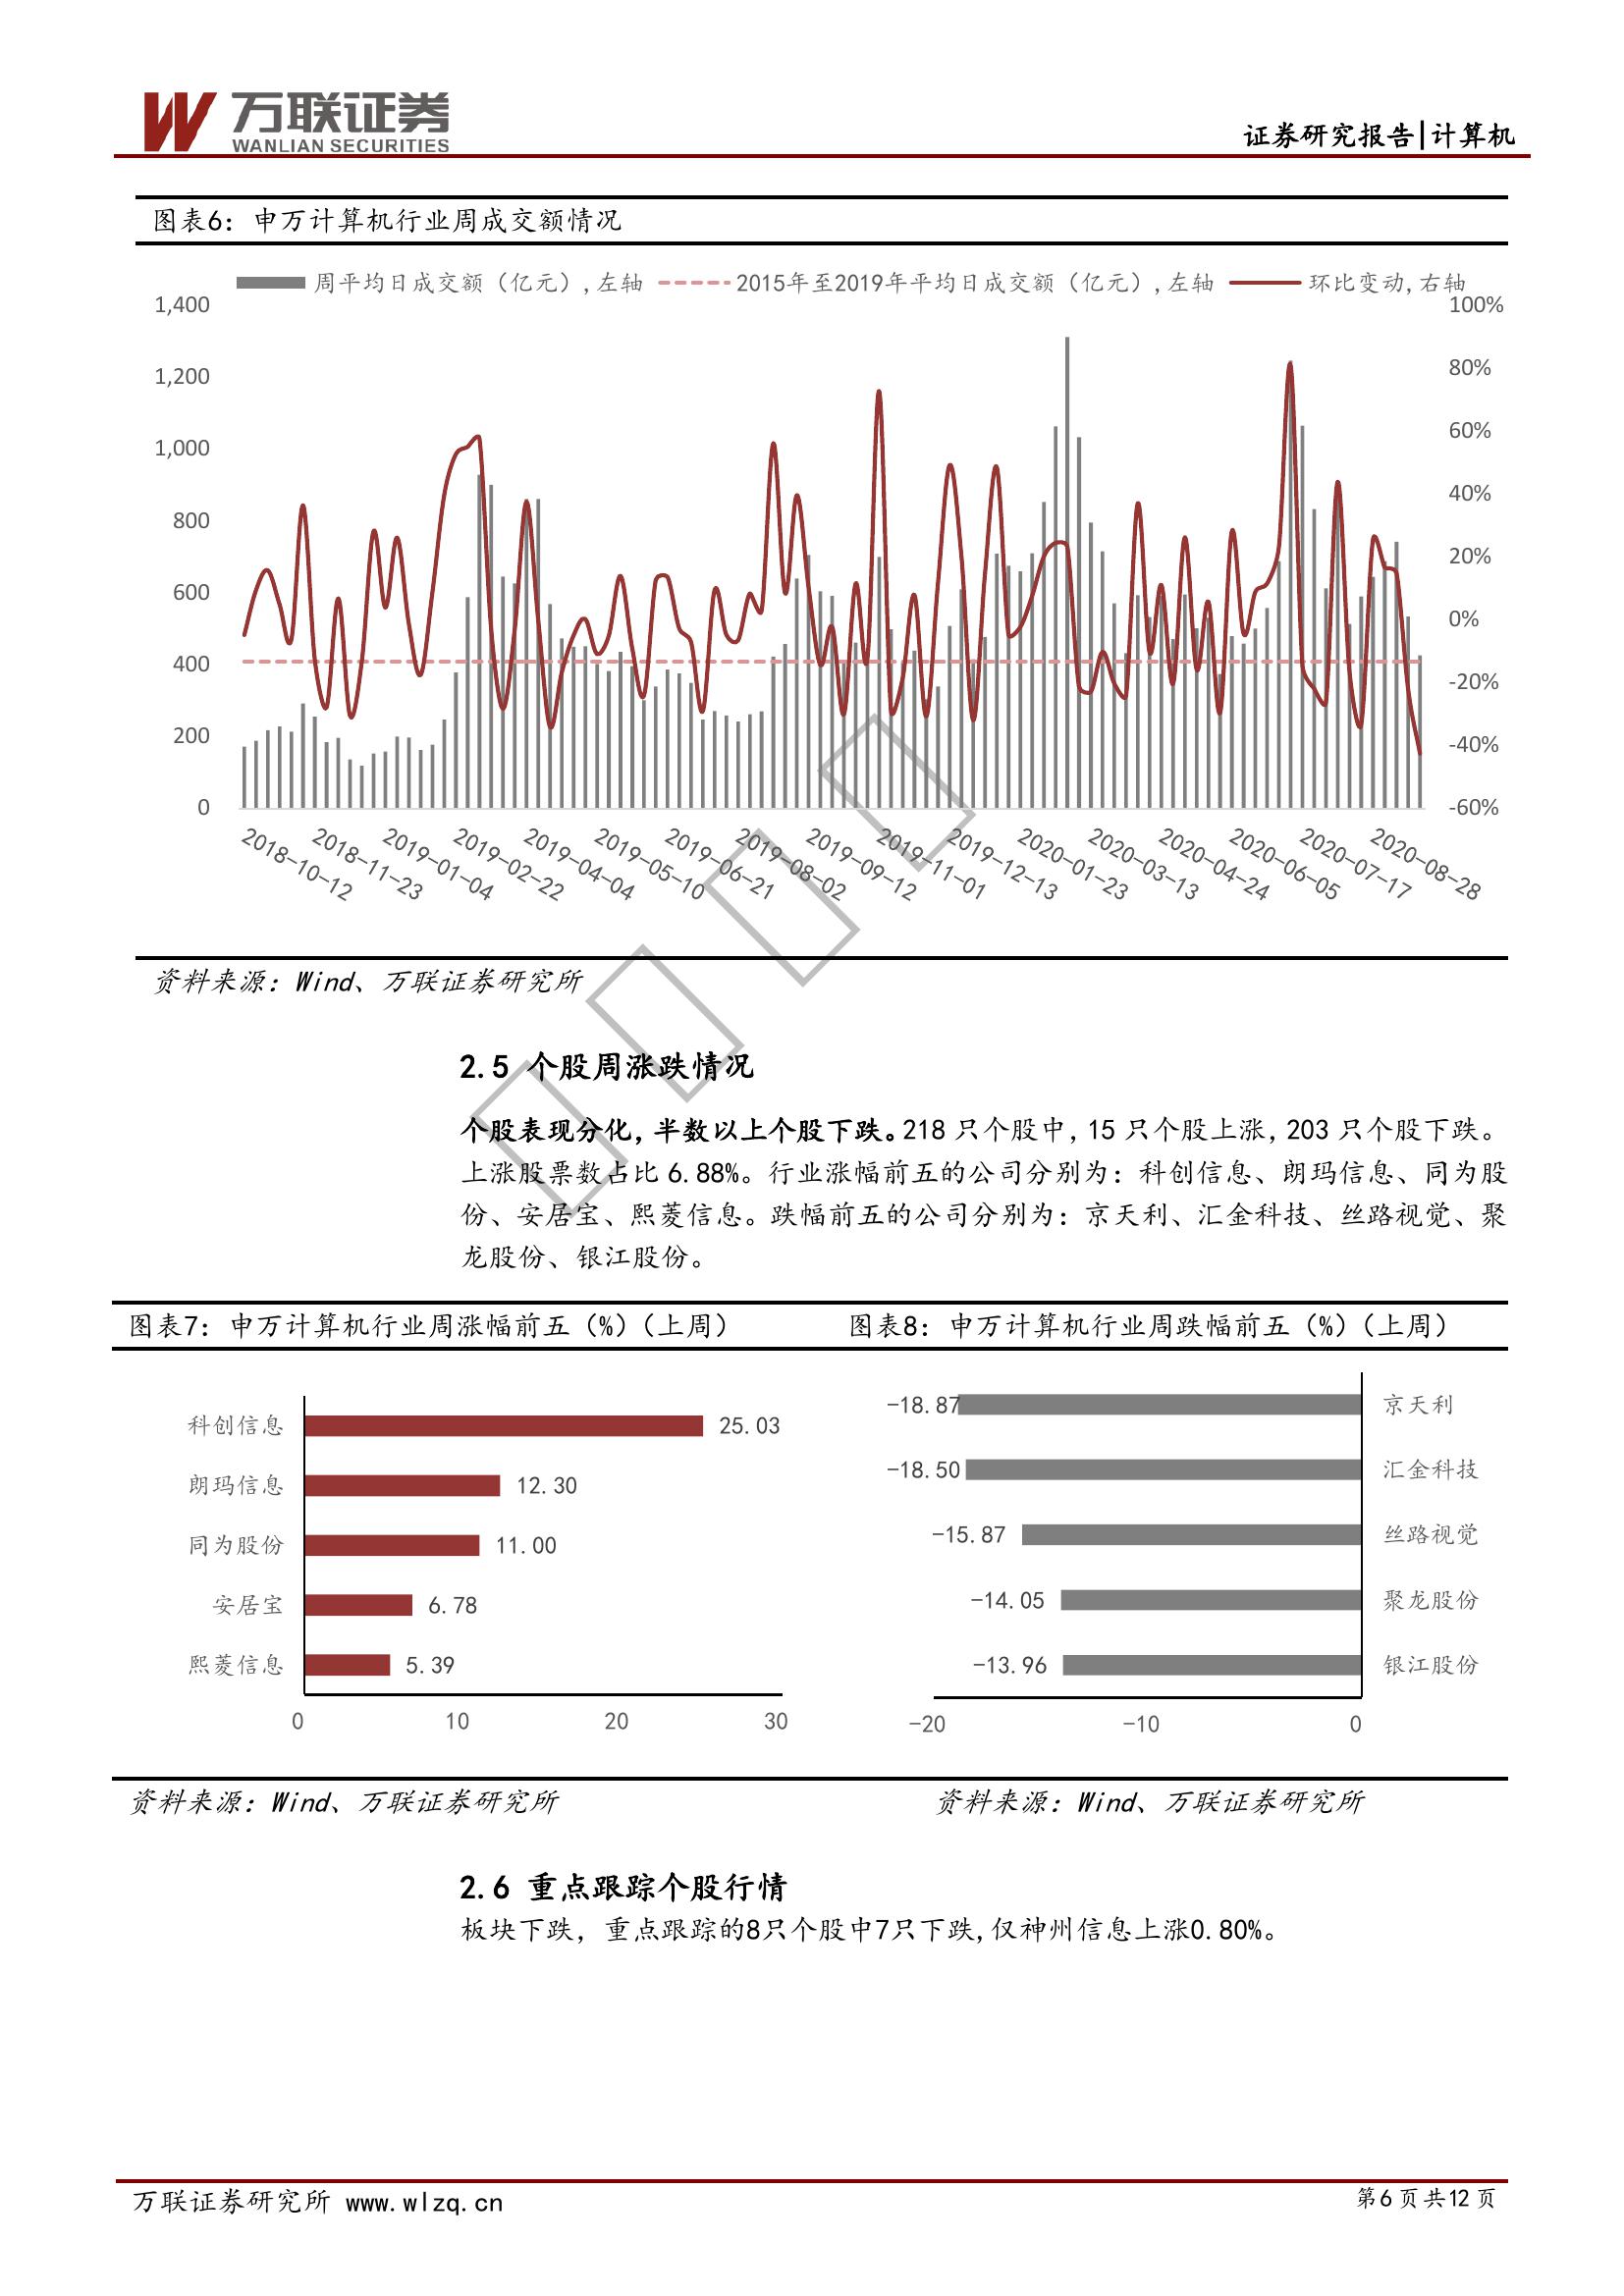 万联证券
WANLIAN SECURITIES
证券研究报告|计算机
图表6：申万计算机行业周成交额情况
周平均日成交额（亿元）,左轴 2015年至2019年平均日成交额（亿元）,左轴 环比变动,右轴
1,400
1,200
1,000
800
600
400
200
0
100%
80%
60%
40%
20%
0%
-20%
-40%
-60%
2018-10-12
2018-11-23
2019-01-04
2019-02-22
2019-04-04
2019-05-10
2019-06-21
2019-08-02
2019-09-12
2019-11-01
2019-12-13
2020-01-23
2020-03-13
2020-04-24
2020-06-05
2020-07-17
2020-08-28
资料来源：Wind、万联证券研究所
2.5 个股周涨跌情况
个股表现分化，半数以上个股下跌。218 只个股中，15 只个股上涨，203 只个股下跌。
上涨股票数占比 6.88%。行业涨幅前五的公司分别为：科创信息、朗玛信息、同为股
份、安居宝、熙菱信息。跌幅前五的公司分别为：京天利、汇金科技、丝路视觉、聚
龙股份、银江股份。
图表7：申万计算机行业周涨幅前五（%）（上周）
科创信息 25.03
朗玛信息 12.30
同为股份 11.00
安居宝 6.78
熙菱信息 5.39
0 10 20 30
图表8：申万计算机行业周跌幅前五（%）（上周）
-18.87 京天利
-18.50 汇金科技
-15.87 丝路视觉
-14.05 聚龙股份
-13.96 银江股份
-20 -10 0
资料来源：Wind、万联证券研究所
资料来源：Wind、万联证券研究所
2.6 重点跟踪个股行情
板块下跌，重点跟踪的8只个股中7只下跌,仅神州信息上涨0.80%。
万联证券研究所 www.wlzq.cn
第6页共12页